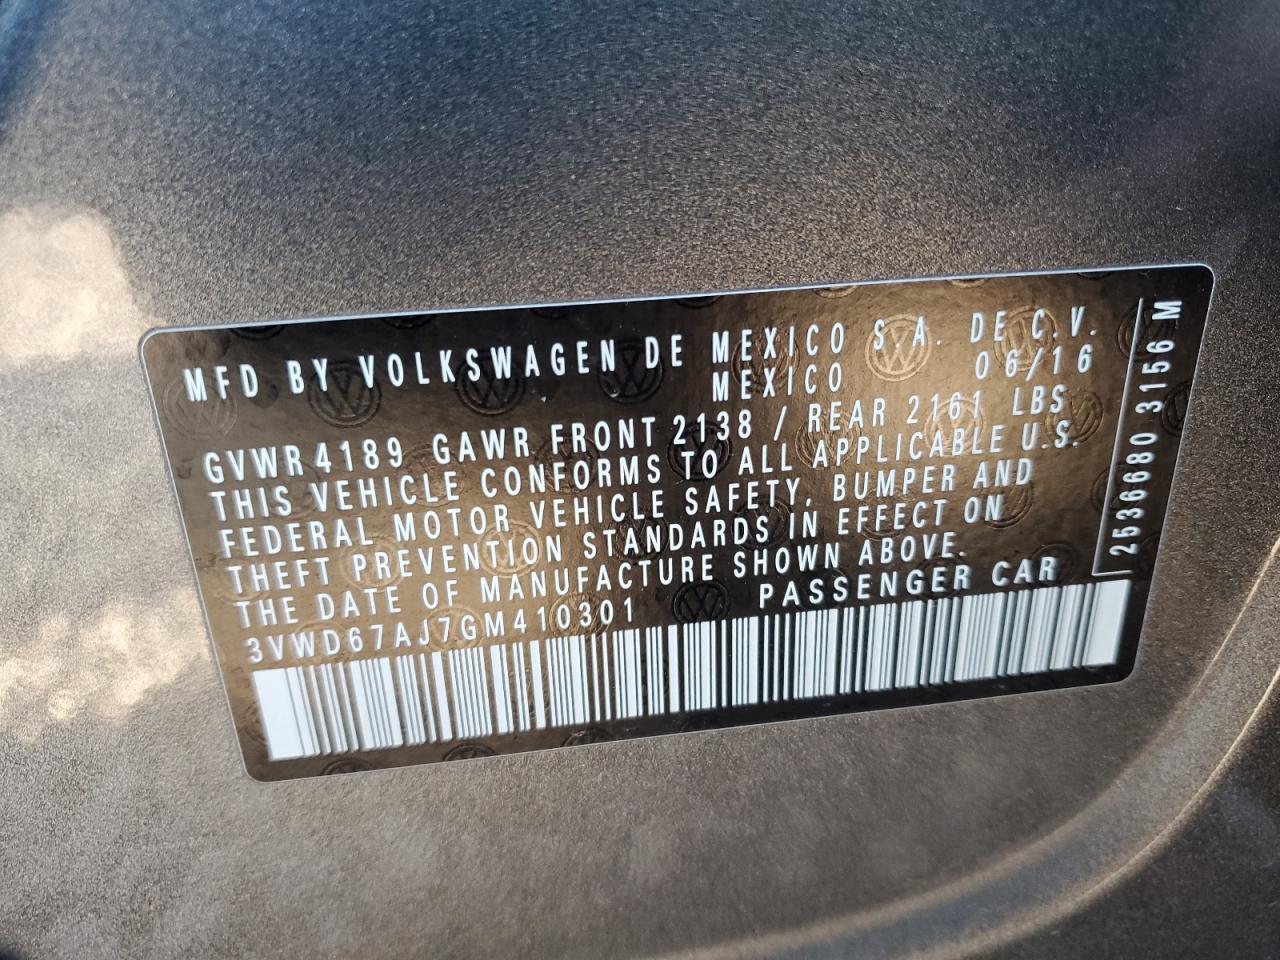 MFD BY VOLKSWAGEN DE MEXICO S.A. DE C.V.
MEXICO 06/16
GVWR 4189 GAWR FRONT 2138 / REAR 2161 LBS
THIS VEHICLE CONFORMS TO ALL APPLICABLE U.S.
FEDERAL MOTOR VEHICLE SAFETY, BUMPER AND
THEFT PREVENTION STANDARDS IN EFFECT ON
THE DATE OF MANUFACTURE SHOWN ABOVE.
3VWD67AJ7GM410301 PASSENGER CAR
2536680 3156 M